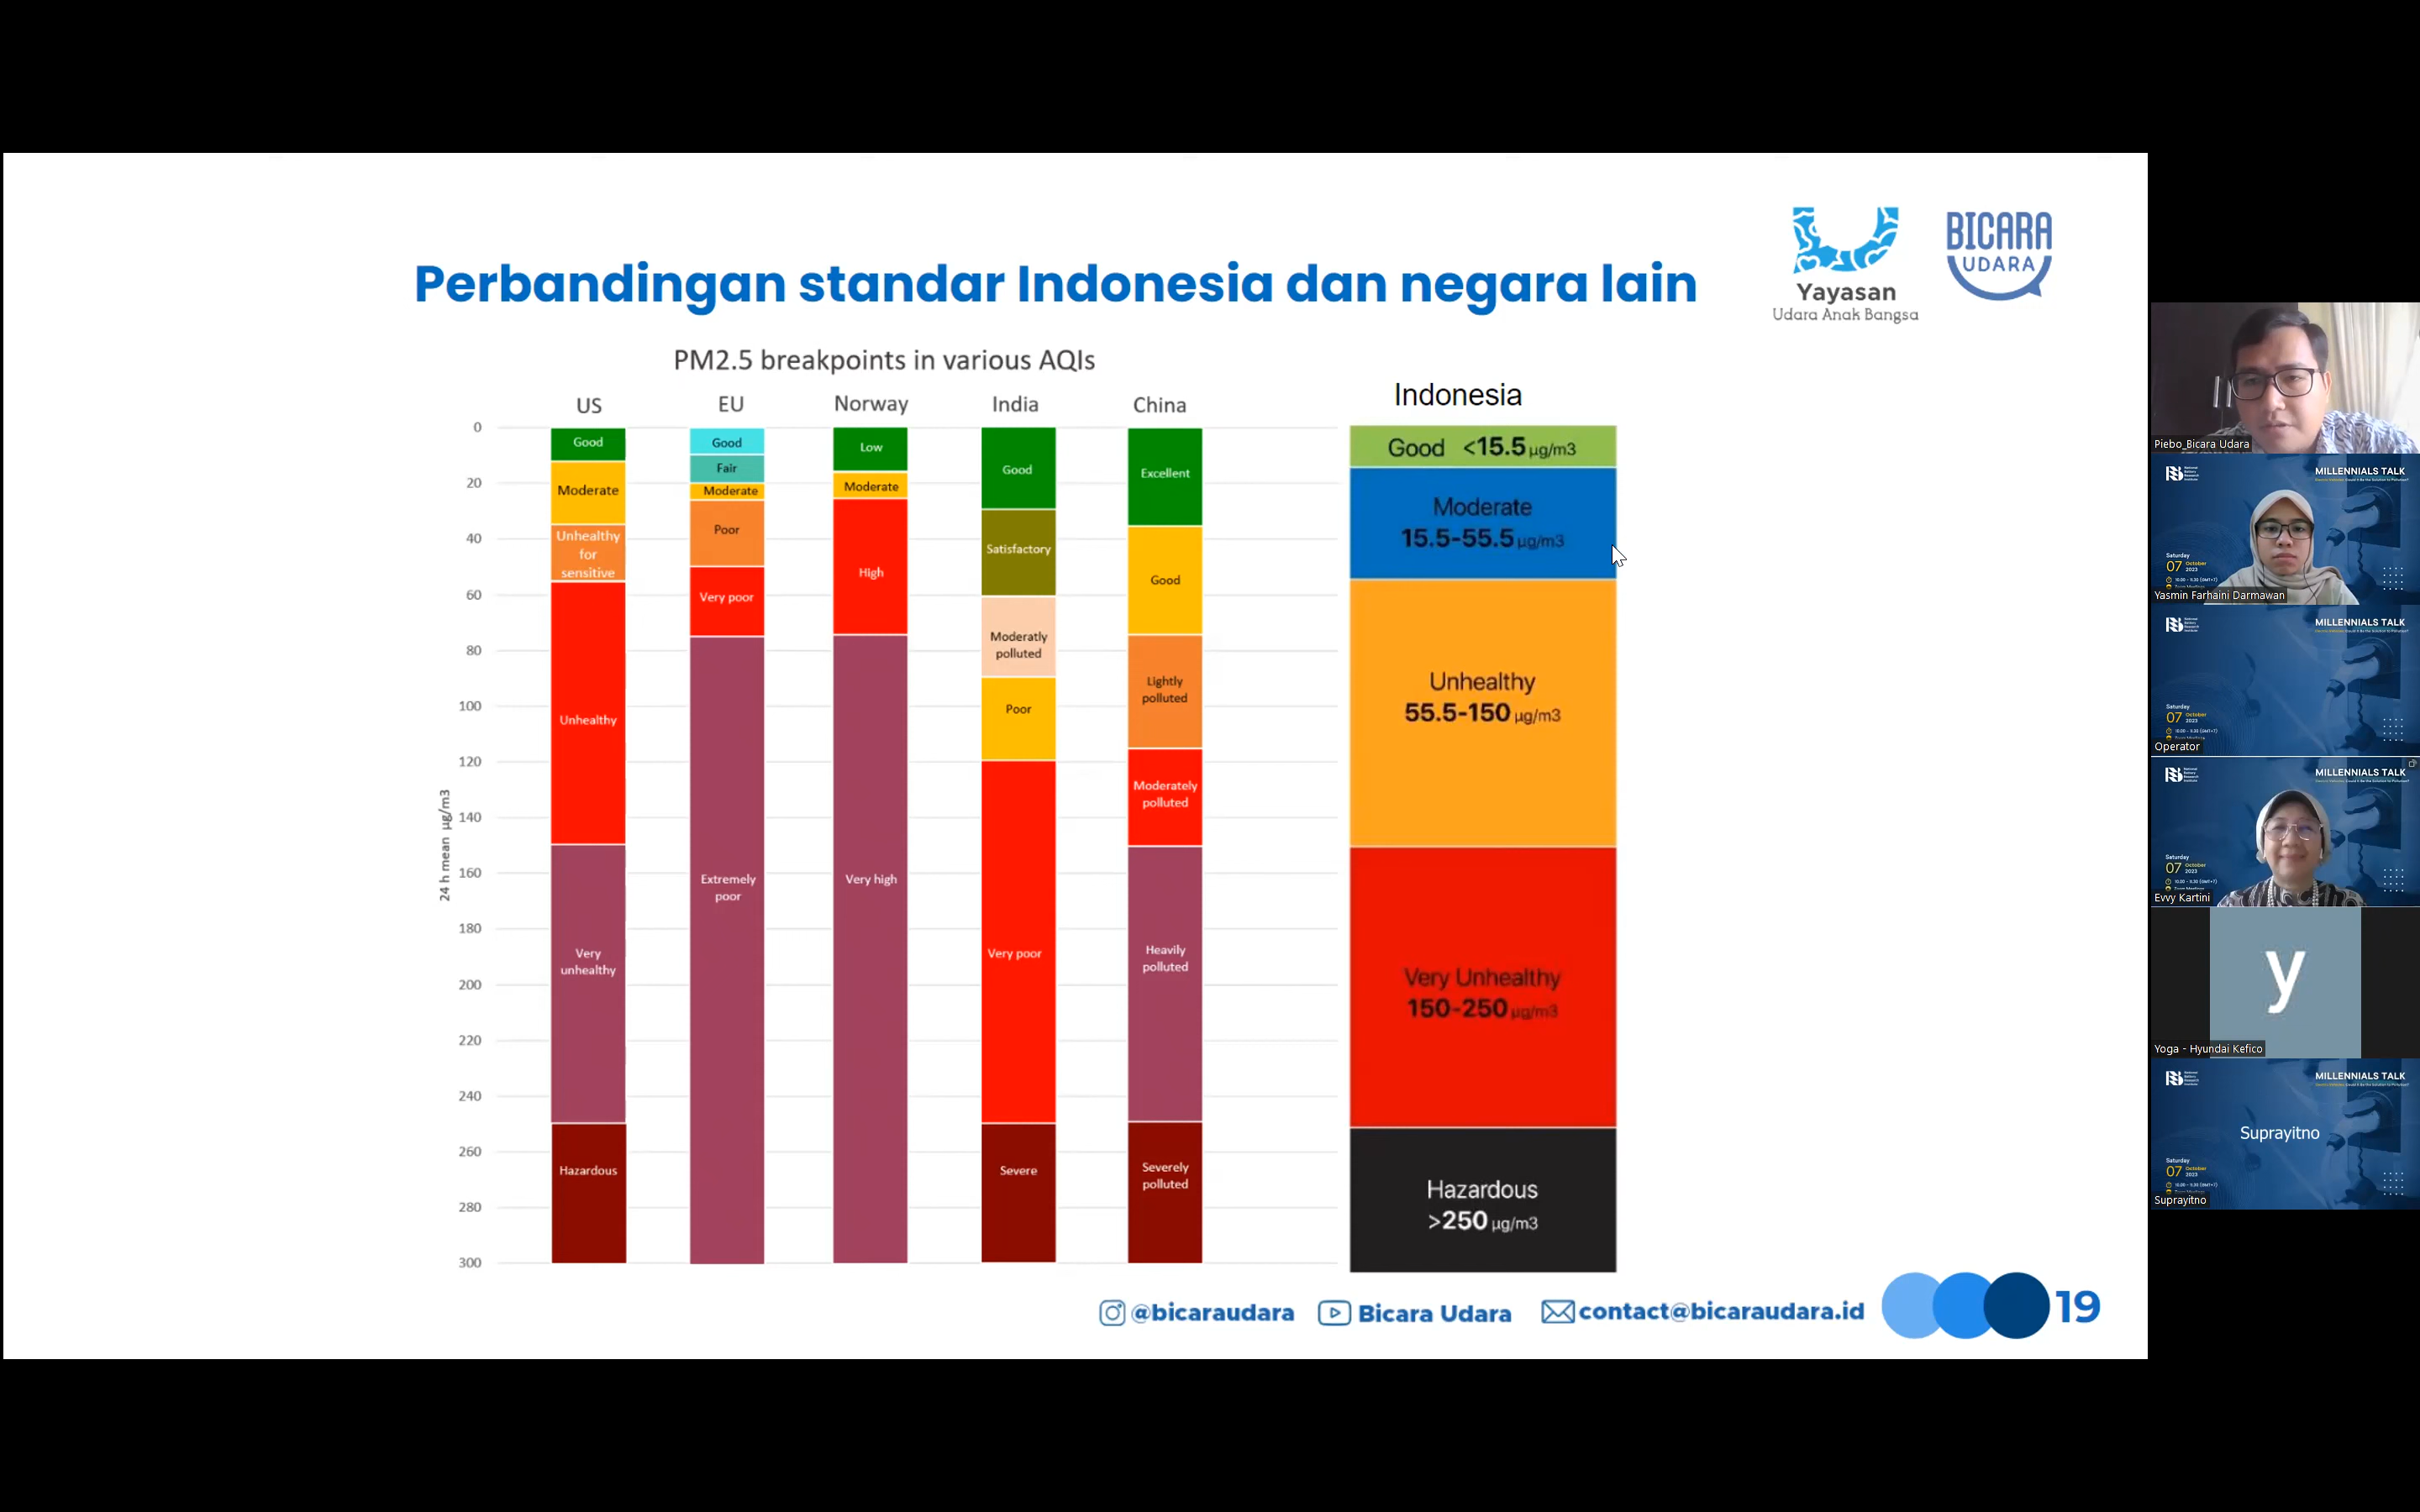 Perbandingan standar Indonesia dan negara lain
Yayasan
Udara Anak Bangsa
BICARA
UDARA
PM2.5 breakpoints in various AQIs
US
EU
Norway
India
China
Indonesia
24 h mean µg/m3
0
20
40
60
80
100
120
140
160
180
200
220
240
260
280
300
Good
Moderate
Unhealthy
for
sensitive
Unhealthy
Very
unhealthy
Hazardous
Good
Fair
Moderate
Poor
Very poor
Extremely
poor
Low
Moderate
High
Very high
Good
Satisfactory
Moderatly
polluted
Poor
Very poor
Severe
Excellent
Good
Lightly
polluted
Moderately
polluted
Heavily
polluted
Severely
polluted
Good <15.5 µg/m3
Moderate
15.5-55.5 µg/m3
Unhealthy
55.5-150 µg/m3
Very Unhealthy
150-250 µg/m3
Hazardous
>250 µg/m3
@bicaraudara
Bicara Udara
contact@bicaraudara.id
19
Piebo_Bicara Udara
MILLENNIALS TALK
Saturday
07 October
2023
Yasmin Farhaini Darmawan
MILLENNIALS TALK
Saturday
07 October
2023
Operator
MILLENNIALS TALK
Saturday
07 October
2023
Evvy Kartini
y
Yoga - Hyundai Kefico
MILLENNIALS TALK
Suprayitno
Saturday
07 October
2023
Suprayitno